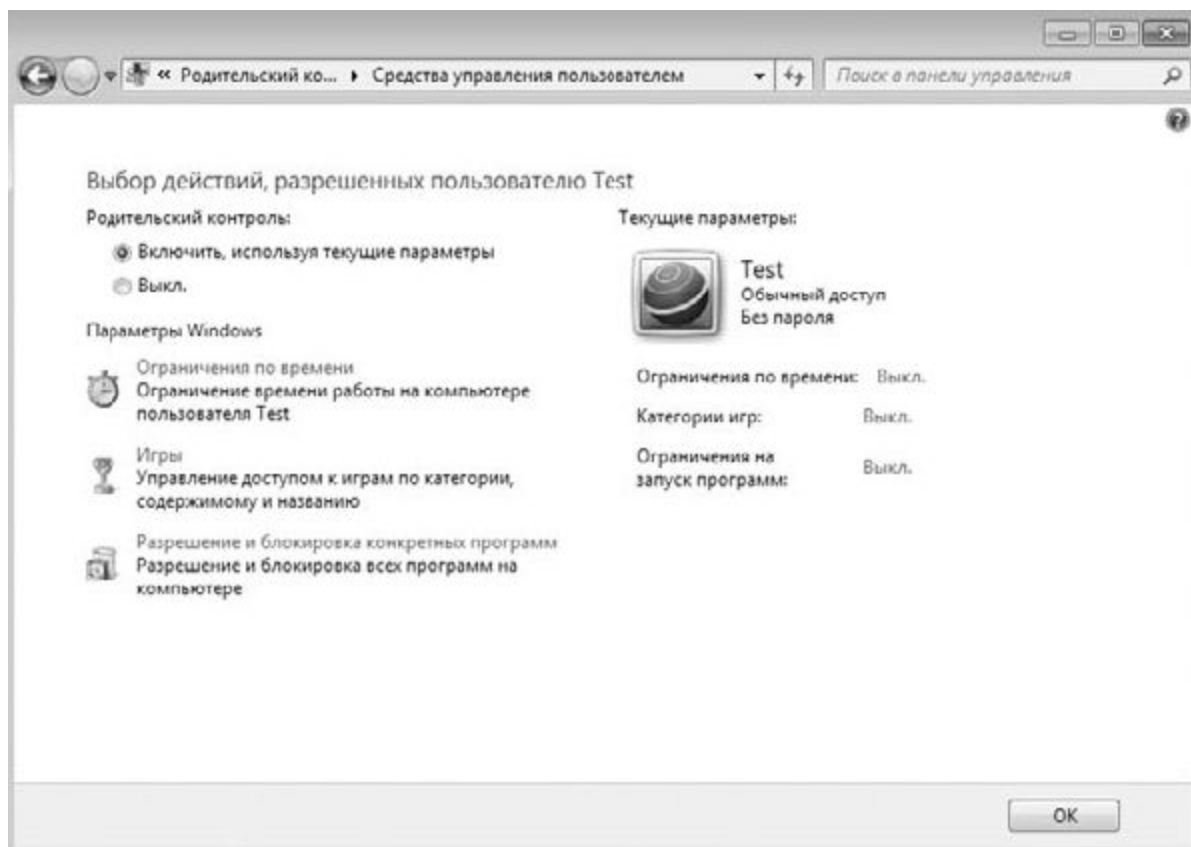 « Родительский ко... Средства управления пользователем
Поиск в панели управления
Выбор действий, разрешенных пользователю Test
Родительский контроль:
Включить, используя текущие параметры
Выкл.
Параметры Windows
Ограничения по времени
Ограничение времени работы на компьютере
пользователя Test
Игры
Управление доступом к играм по категории,
содержимому и названию
Разрешение и блокировка конкретных программ
Разрешение и блокировка всех программ на
компьютере
Текущие параметры:
Test
Обычный доступ
Без пароля
Ограничения по времени: Выкл.
Категории игр: Выкл.
Ограничения на
запуск программ: Выкл.
OK